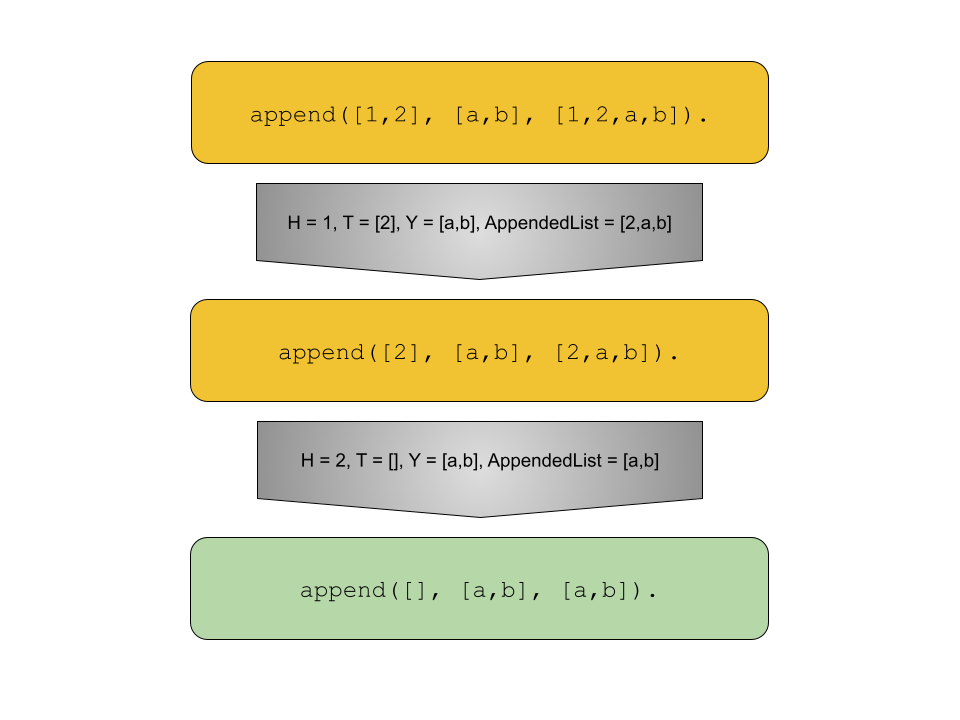 append([1,2], [a,b], [1,2,a,b]).
H = 1, T = [2], Y = [a,b], AppendedList = [2,a,b]
append([2], [a,b], [2,a,b]).
H = 2, T = [], Y = [a,b], AppendedList = [a,b]
append([], [a,b], [a,b]).